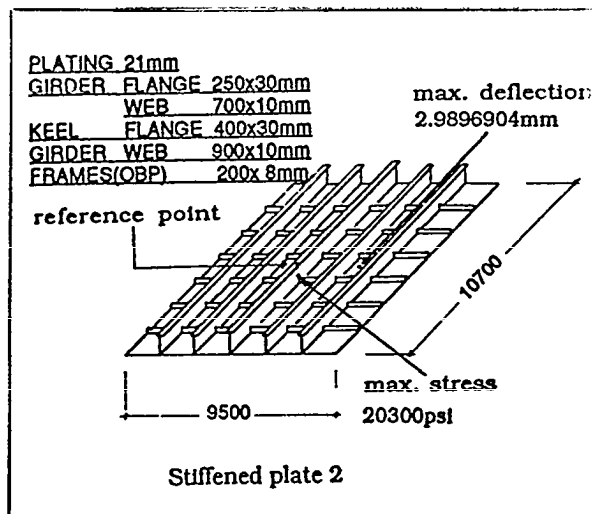 PLATING 21mm
GIRDER FLANGE 250x30mm
WEB 700x10mm
KEEL FLANGE 400x30mm
GIRDER WEB 900x10mm
FRAMES(OBP) 200x 8mm
max. deflection:
2.9896904mm
reference point
10700
max. stress
20300psi
9500
Stiffened plate 2